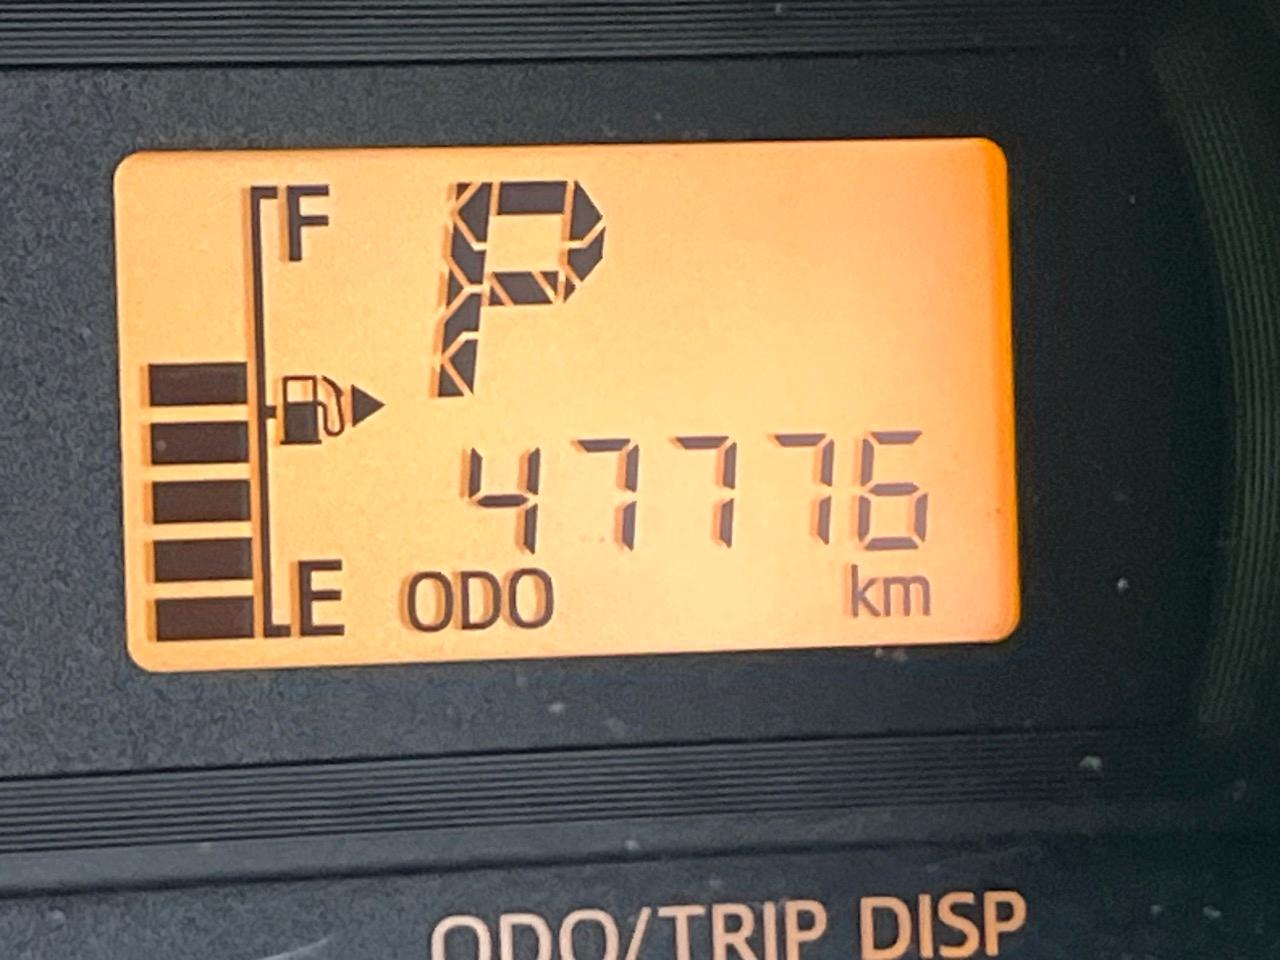 F
P
47776
E
ODO km
ODO/TRIP DISP